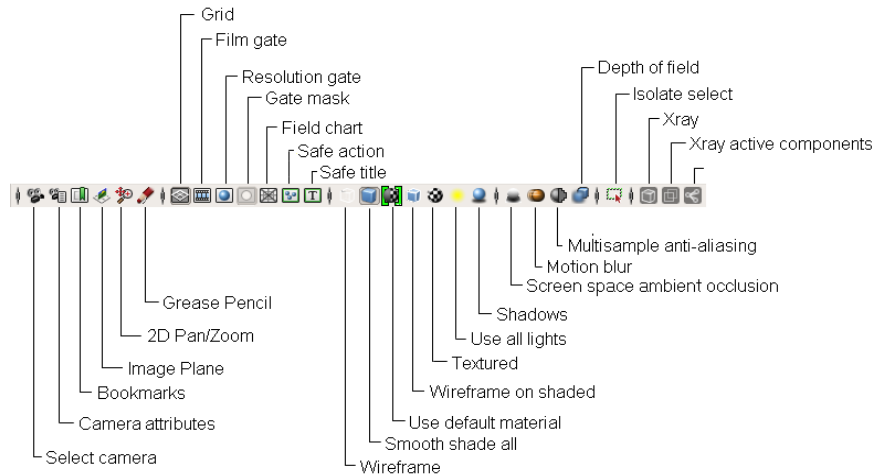 Grid
Film gate
Resolution gate
Gate mask
Field chart
Safe action
Safe title
Depth of field
Isolate select
Xray
Xray active components
T
Multisample anti-aliasing
Motion blur
Screen space ambient occlusion
Shadows
Use all lights
Textured
Wireframe on shaded
Use default material
Smooth shade all
Wireframe
Grease Pencil
2D Pan/Zoom
Image Plane
Bookmarks
Camera attributes
Select camera